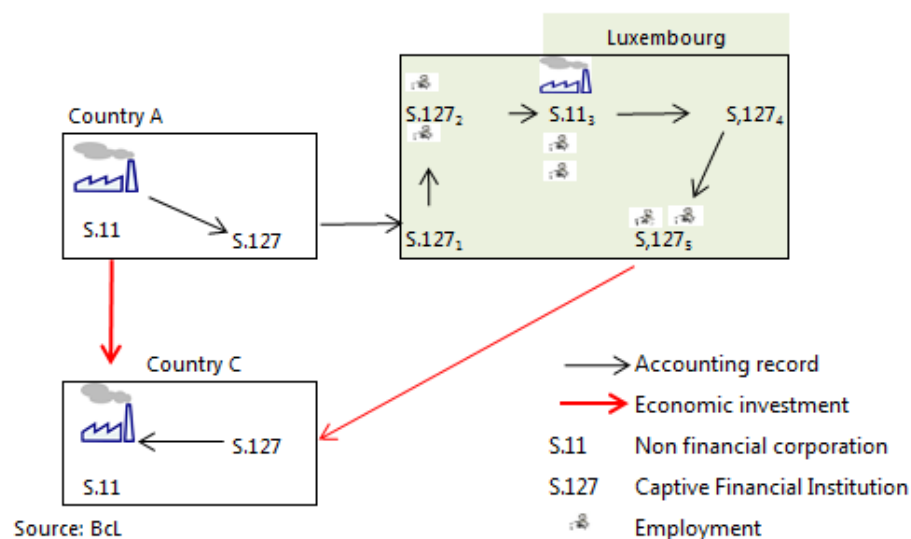 Luxembourg
Country A
S.127₂
S.11₃
S,127₄
S.11
S.127
S.127₁
S,127₅
Country C
S.127
S.11
Accounting record
Economic investment
S.11 Non financial corporation
S.127 Captive Financial Institution
Employment
Source: BcL